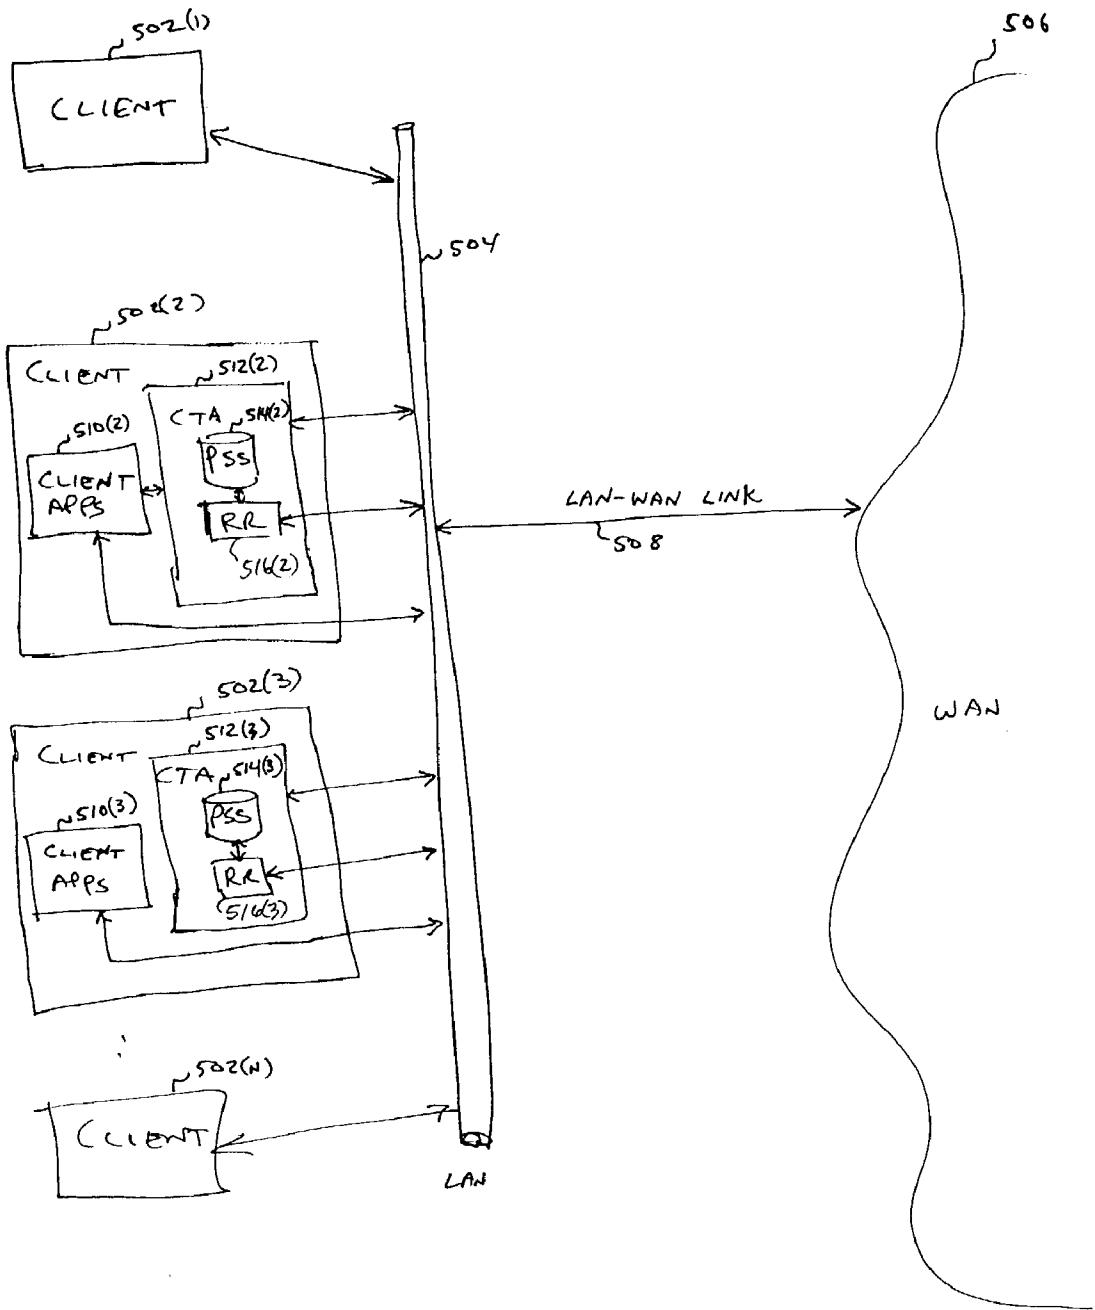 502(1)
506
CLIENT
504
502(2)
CLIENT
512(2)
CTA
514(2)
510(2)
PSS
CLIENT
APPS
RR
516(2)
LAN-WAN LINK
508
502(3)
CLIENT
512(3)
CTA
514(3)
WAN
510(3)
PSS
CLIENT
APPS
RR
516(3)
502(N)
CLIENT
LAN